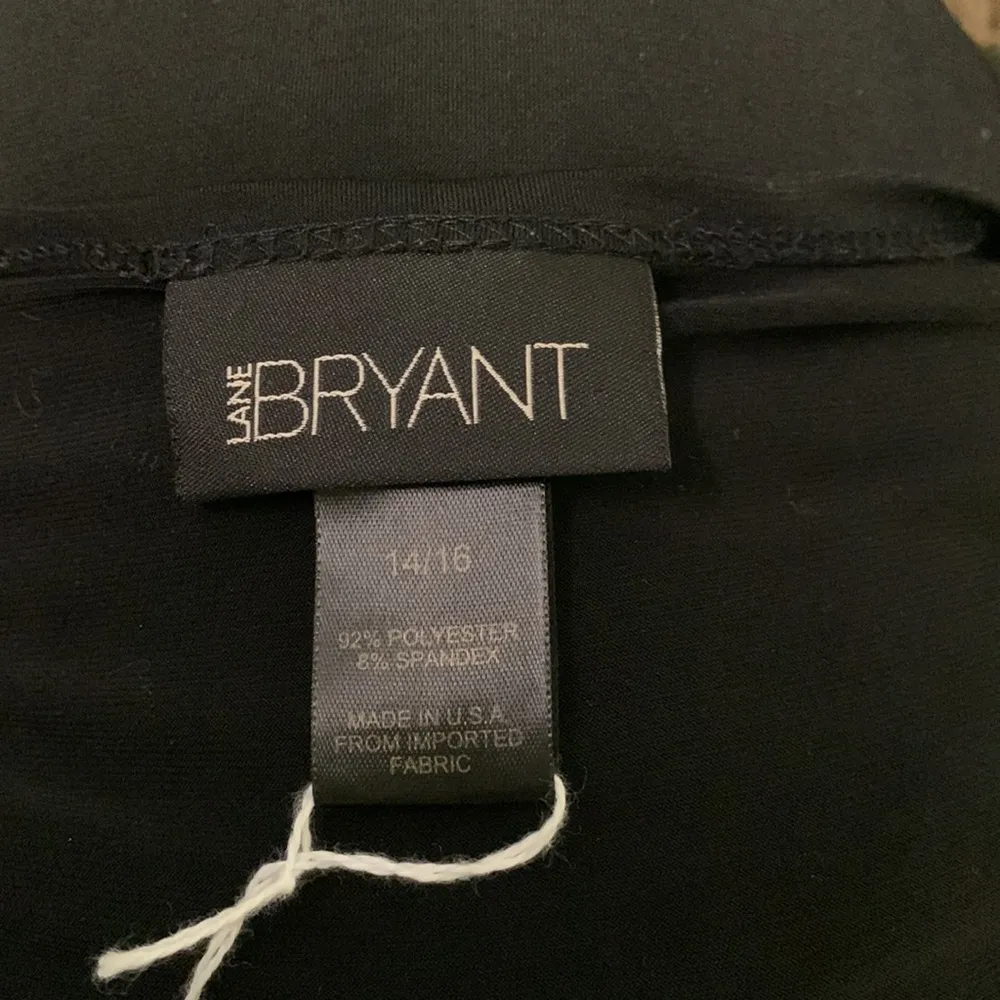 LANE BRYANT
14/16
92% POLYESTER
8% SPANDEX
MADE IN U.S.A
FROM IMPORTED
FABRIC